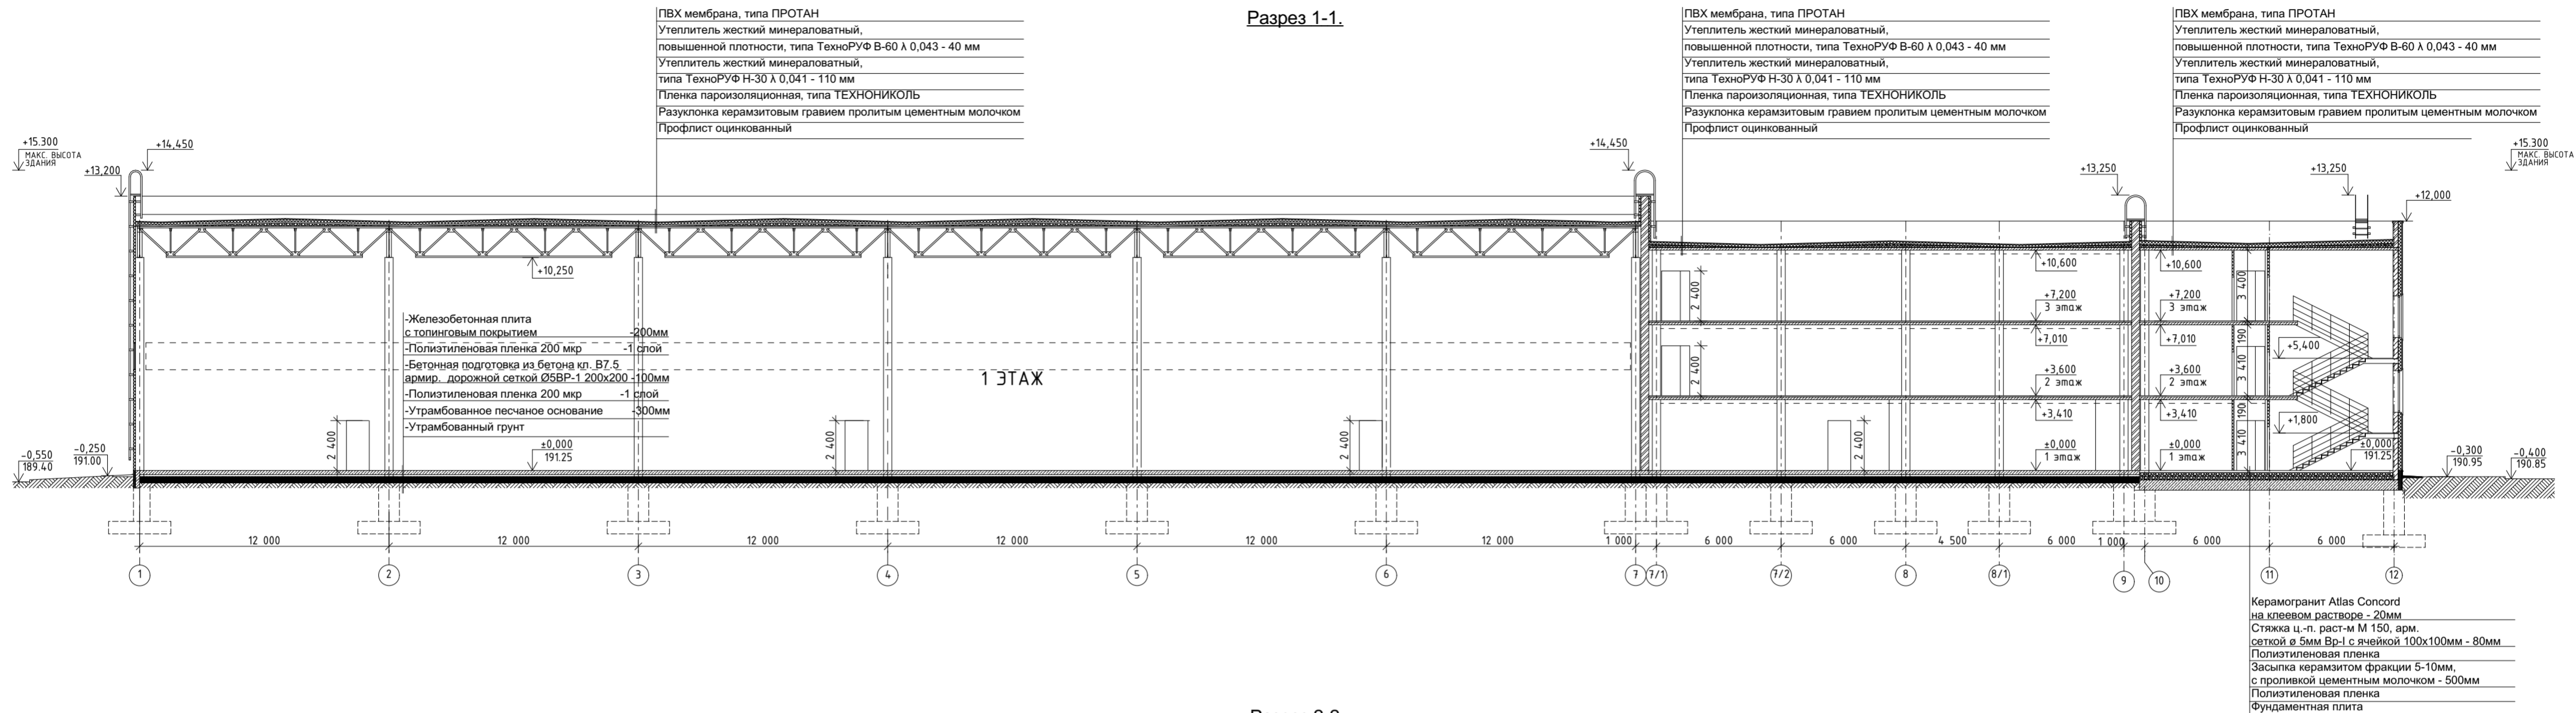 Разрез 1-1.
ПВХ мембрана, типа ПРОТАН
Утеплитель жесткий минераловатный,
повышенной плотности, типа ТехноРУФ В-60 λ 0,043 - 40 мм
Утеплитель жесткий минераловатный,
типа ТехноРУФ Н-30 λ 0,041 - 110 мм
Пленка пароизоляционная, типа ТЕХНОНИКОЛЬ
Разуклонка керамзитовым гравием пролитым цементным молочком
Профлист оцинкованный
ПВХ мембрана, типа ПРОТАН
Утеплитель жесткий минераловатный,
повышенной плотности, типа ТехноРУФ В-60 λ 0,043 - 40 мм
Утеплитель жесткий минераловатный,
типа ТехноРУФ Н-30 λ 0,041 - 110 мм
Пленка пароизоляционная, типа ТЕХНОНИКОЛЬ
Разуклонка керамзитовым гравием пролитым цементным молочком
Профлист оцинкованный
ПВХ мембрана, типа ПРОТАН
Утеплитель жесткий минераловатный,
повышенной плотности, типа ТехноРУФ В-60 λ 0,043 - 40 мм
Утеплитель жесткий минераловатный,
типа ТехноРУФ Н-30 λ 0,041 - 110 мм
Пленка пароизоляционная, типа ТЕХНОНИКОЛЬ
Разуклонка керамзитовым гравием пролитым цементным молочком
Профлист оцинкованный
+15.300
МАКС. ВЫСОТА
ЗДАНИЯ
+14,450
+13,200
+14,450
+13,250
+13,250
+15.300
МАКС. ВЫСОТА
ЗДАНИЯ
+12,000
+10,250
+10,600
+10,600
3 400
2 400
+7,200
3 этаж
+7,200
3 этаж
+7,010
+7,010
190
+5,400
-Железобетонная плита
с топинговым покрытием -200мм
-Полиэтиленовая пленка 200 мкр -1 слой
-Бетонная подготовка из бетона кл. В7.5
армир. дорожной сеткой Ø5ВР-1 200х200 -100мм
-Полиэтиленовая пленка 200 мкр -1 слой
-Утрамбованное песчаное основание -300мм
-Утрамбованный грунт
1 ЭТАЖ
2 400
+3,600
2 этаж
+3,600
2 этаж
3 410
+3,410
+3,410
190
+1,800
-0,550
189.40
-0,250
191.00
2 400
±0,000
191.25
2 400
2 400
2 400
±0,000
1 этаж
±0,000
1 этаж
3 410
±0,000
191.25
-0,300
190.95
-0,400
190.85
12 000
12 000
12 000
12 000
12 000
12 000
1 000
6 000
6 000
4 500
6 000
1 000
6 000
6 000
1
2
3
4
5
6
7
7/1
7/2
8
8/1
9
10
11
12
Керамогранит Atlas Concord
на клеевом растворе - 20мм
Стяжка ц.-п. раст-м М 150, арм.
сеткой ø 5мм Вр-I с ячейкой 100х100мм - 80мм
Полиэтиленовая пленка
Засыпка керамзитом фракции 5-10мм,
с проливкой цементным молочком - 500мм
Полиэтиленовая пленка
Фундаментная плита